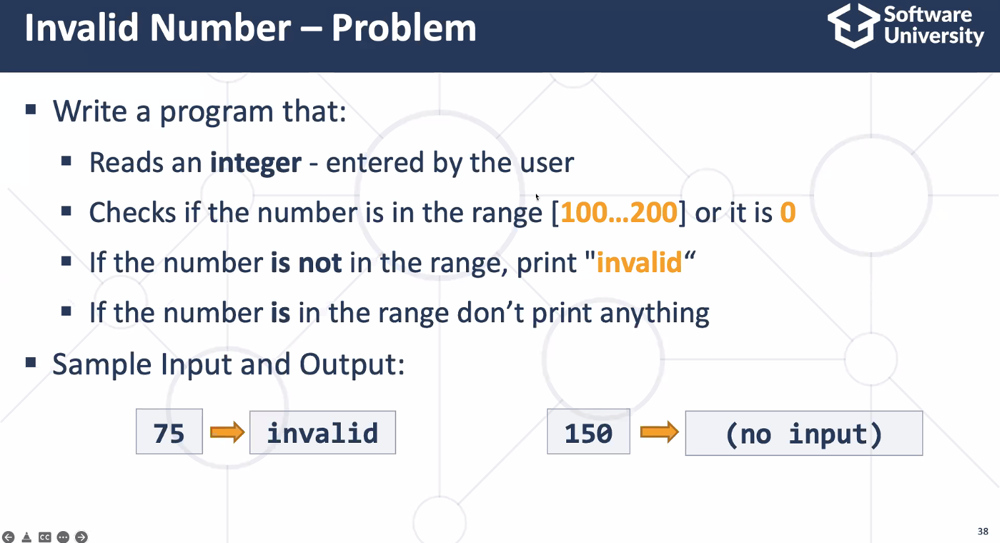 Invalid Number – Problem
Software
University
Write a program that:
Reads an integer - entered by the user
Checks if the number is in the range [100…200] or it is 0
If the number is not in the range, print "invalid“
If the number is in the range don’t print anything
Sample Input and Output:
75
invalid
150
(no input)
CC
38